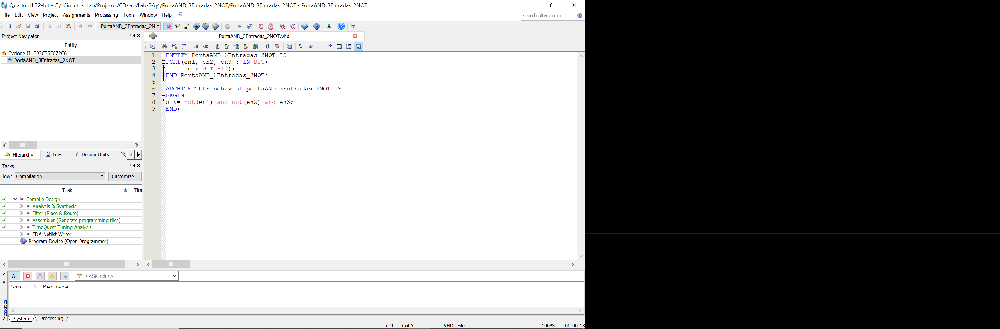 Quartus II 32-bit - C:/_Circuitos_Lab/Projetos/CD-lab/Lab-2/q4/PortaAND_3Entradas_2NOT/PortaAND_3Entradas_2NOT - PortaAND_3Entradas_2NOT
File Edit View Project Assignments Processing Tools Window Help
Search altera.com
PortaAND_3Entradas_2N
Project Navigator
Entity
Cyclone II: EP2C35F672C6
PortaAND_3Entradas_2NOT
Hierarchy Files Design Units
Tasks
Flow: Compilation Customize...
Task Tim
Compile Design
Analysis & Synthesis
Fitter (Place & Route)
Assembler (Generate programming files)
TimeQuest Timing Analysis
EDA Netlist Writer
Program Device (Open Programmer)
PortaAND_3Entradas_2NOT.vhd
267
268
ab/
1 ENTITY PortaAND_3Entradas_2NOT IS
2 PORT(en1, en2, en3 : IN BIT;
3 s : OUT BIT);
4 END PortaAND_3Entradas_2NOT;
5
6 ARCHITECTURE behav of portaAND_3Entradas_2NOT IS
7 BEGIN
8 s <= not(en1) and not(en2) and en3;
9 END;
All <<Search>>
ID Message
Messages
System Processing
Ln 9 Col 5 VHDL File 100% 00:00:18